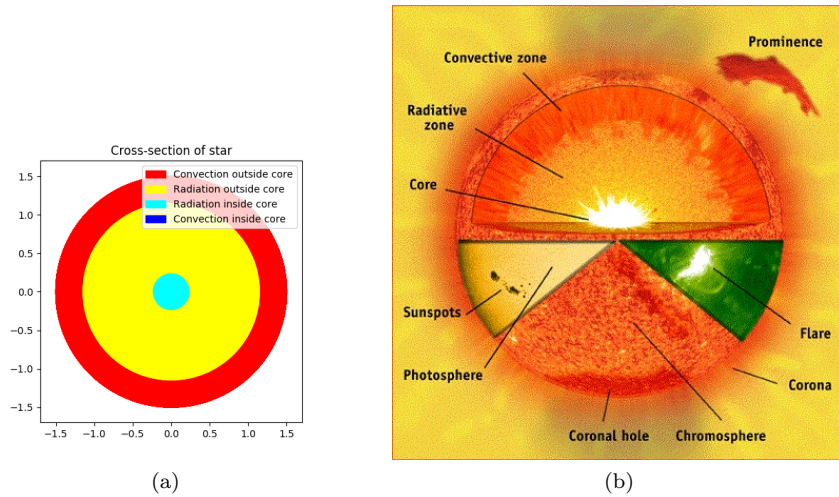 Cross-section of star
Convection outside core
Radiation outside core
Radiation inside core
Convection inside core
1.5
1.0
0.5
0.0
−0.5
−1.0
−1.5
−1.5
−1.0
−0.5
0.0
0.5
1.0
1.5
(a)
Prominence
Convective zone
Radiative
zone
Core
Sunspots
Flare
Photosphere
Corona
Coronal hole
Chromosphere
(b)